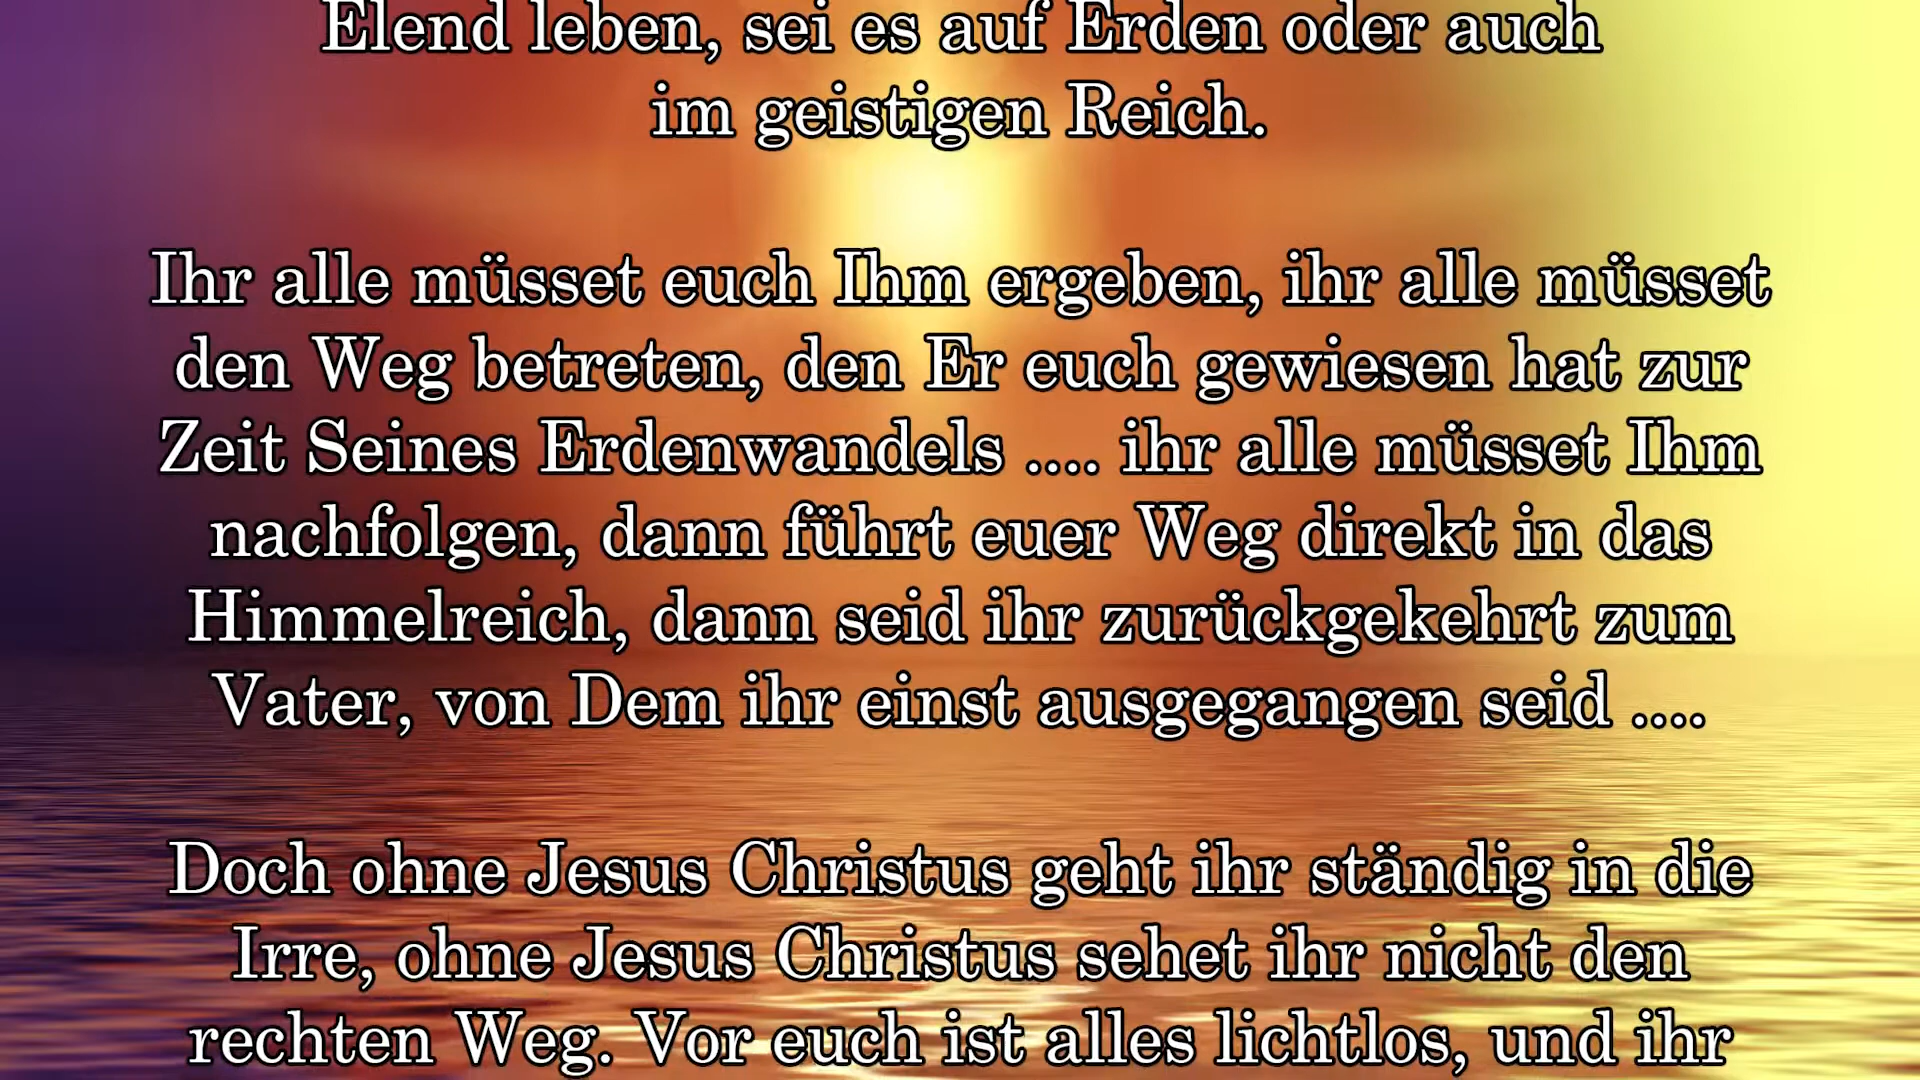 Elend leben, sei es auf Erden oder auch
im geistigen Reich.
Ihr alle müsset euch Ihm ergeben, ihr alle müsset
den Weg betreten, den Er euch gewiesen hat zur
Zeit Seines Erdenwandels .... ihr alle müsset Ihm
nachfolgen, dann führt euer Weg direkt in das
Himmelreich, dann seid ihr zurückgekehrt zum
Vater, von Dem ihr einst ausgegangen seid ....
Doch ohne Jesus Christus geht ihr ständig in die
Irre, ohne Jesus Christus sehet ihr nicht den
rechten Weg. Vor euch ist alles lichtlos, und ihr